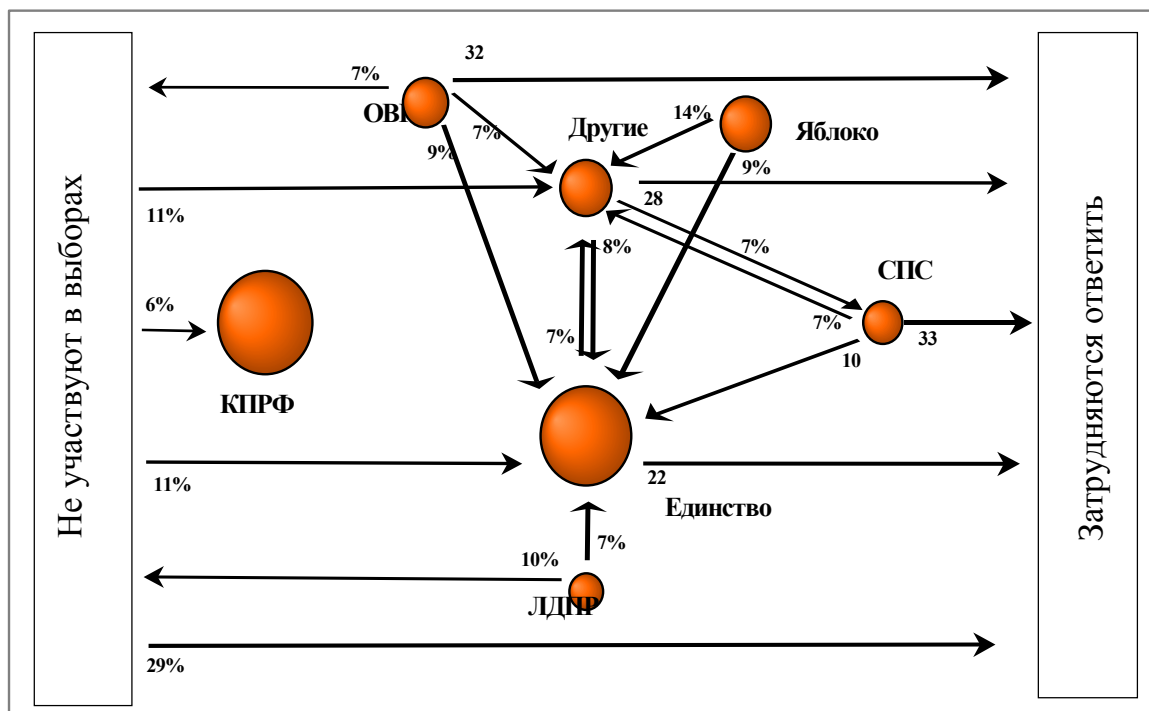 Не участвуют в выборах
Затрудняются ответить
32
7%
ОВР
7%
9%
Другие
14%
Яблоко
9%
28
11%
8%
7%
СПС
6%
7%
7%
33
10
КПРФ
11%
22
Единство
7%
10%
ЛДПР
29%